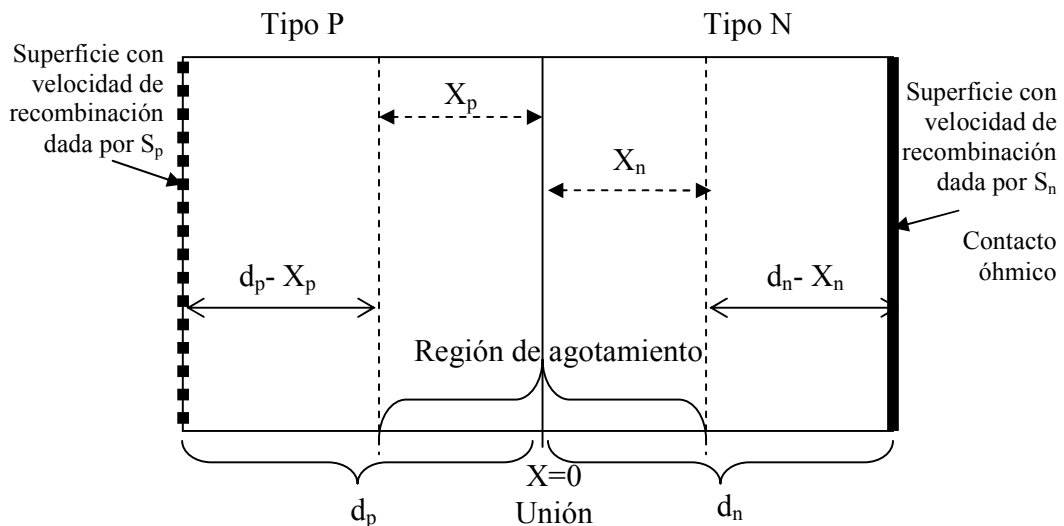 Tipo P
Tipo N
Superficie con
velocidad de
recombinación
dada por Sp
Xp
Xn
Superficie con
velocidad de
recombinación
dada por Sn
Contacto
óhmico
dp- Xp
dn- Xn
Región de agotamiento
dp
X=0
Unión
dn